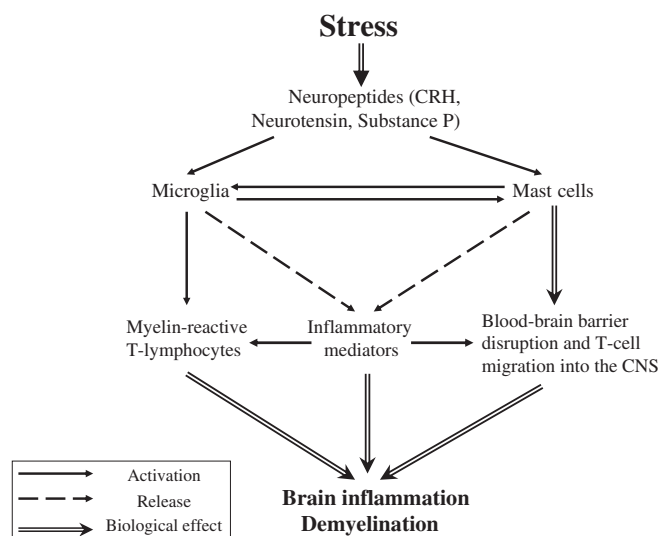 Stress
Neuropeptides (CRH,
Neurotensin, Substance P)
Microglia
Mast cells
Myelin-reactive
T-lymphocytes
Inflammatory
mediators
Blood-brain barrier
disruption and T-cell
migration into the CNS
Activation
Release
Biological effect
Brain inflammation
Demyelination